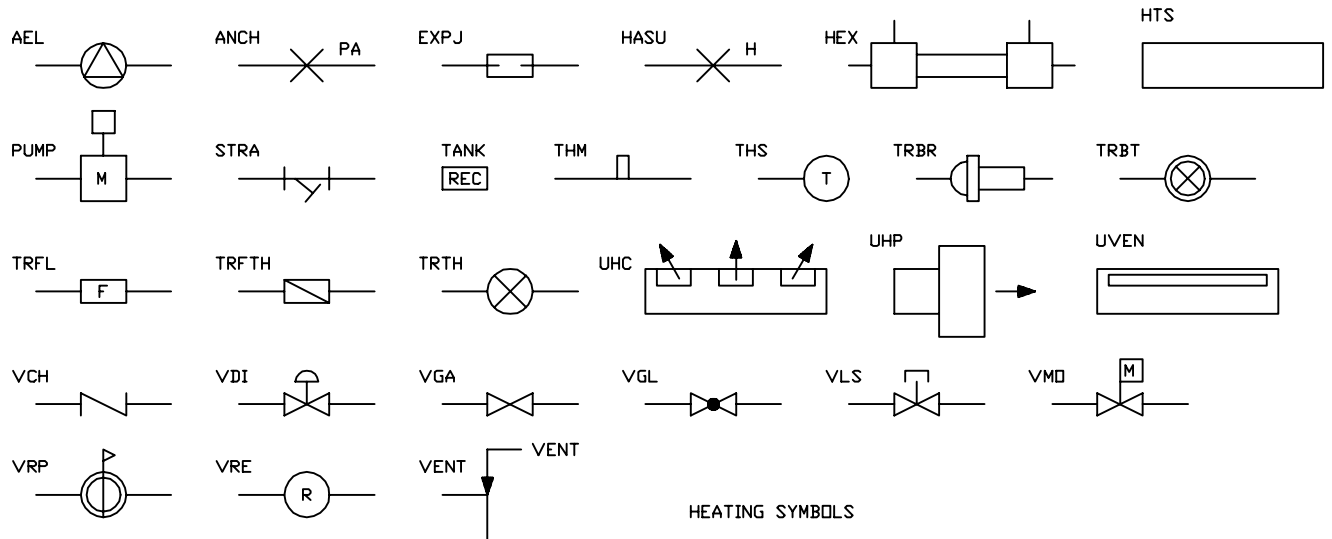 AEL
ANCH
PA
EXPJ
HASU
H
HEX
HTS
PUMP
M
STRA
TANK
REC
THM
THS
T
TRBR
TRBT
TRFL
F
TRFTH
TRTH
UHC
UHP
UVEN
VCH
VDI
VGA
VGL
VLS
VMO
M
VRP
VRE
R
VENT
VENT
HEATING SYMBOLS